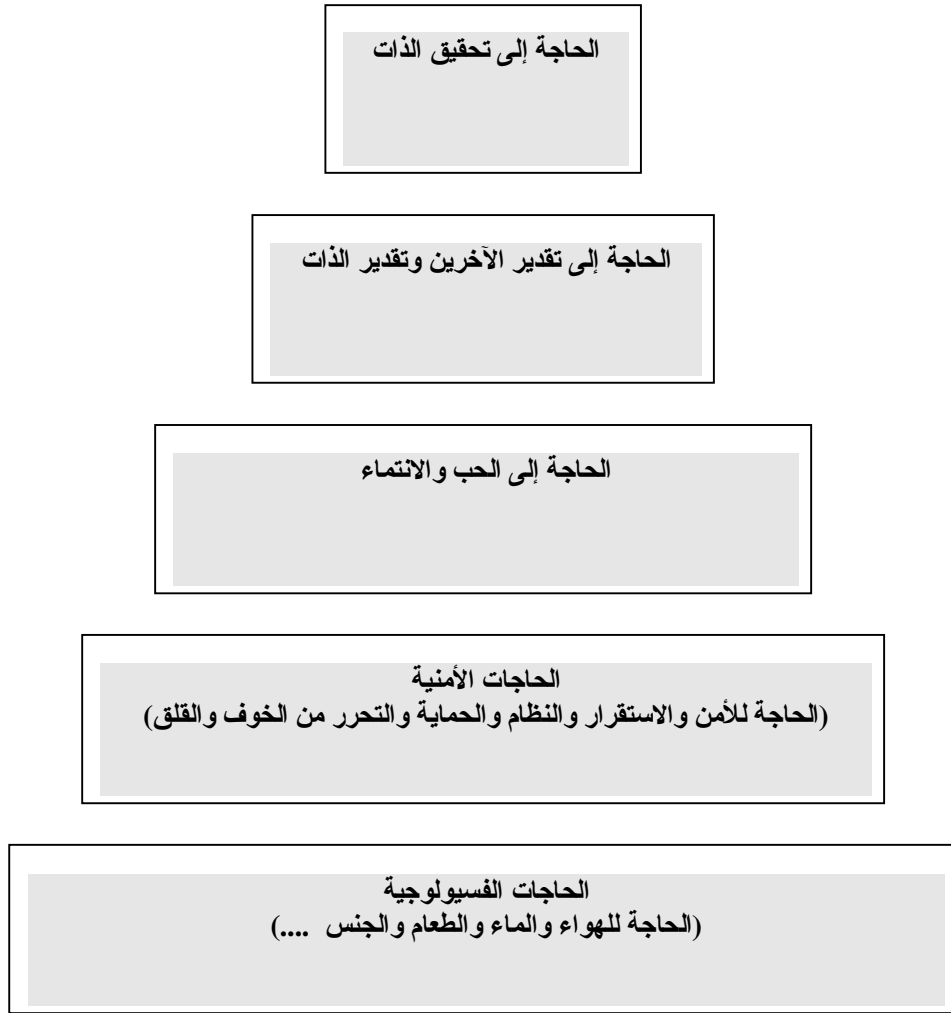 الحاجة إلى تحقيق الذات
الحاجة إلى تقدير الآخرين وتقدير الذات
الحاجة إلى الحب والانتماء
الحاجات الأمنية
(الحاجة للأمن والاستقرار والنظام والحماية والتحرر من الخوف والقلق)
الحاجات الفسيولوجية
(الحاجة للهواء والماء والطعام والجنس ....)